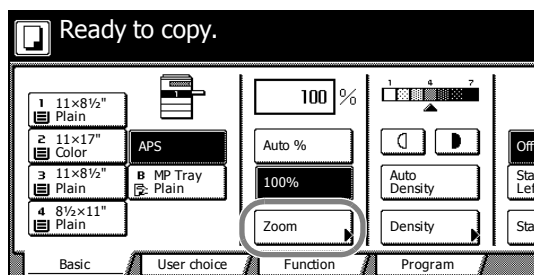 Ready to copy.
1 11×8½"
Plain
2 11×17"
Color
3 11×8½"
Plain
4 8½×11"
Plain
1
APS
B MP Tray
Plain
100 %
Auto %
100%
Zoom
1 4 7
Auto
Density
Density
Off
Sta
Lef
Sta
Basic
User choice
Function
Program